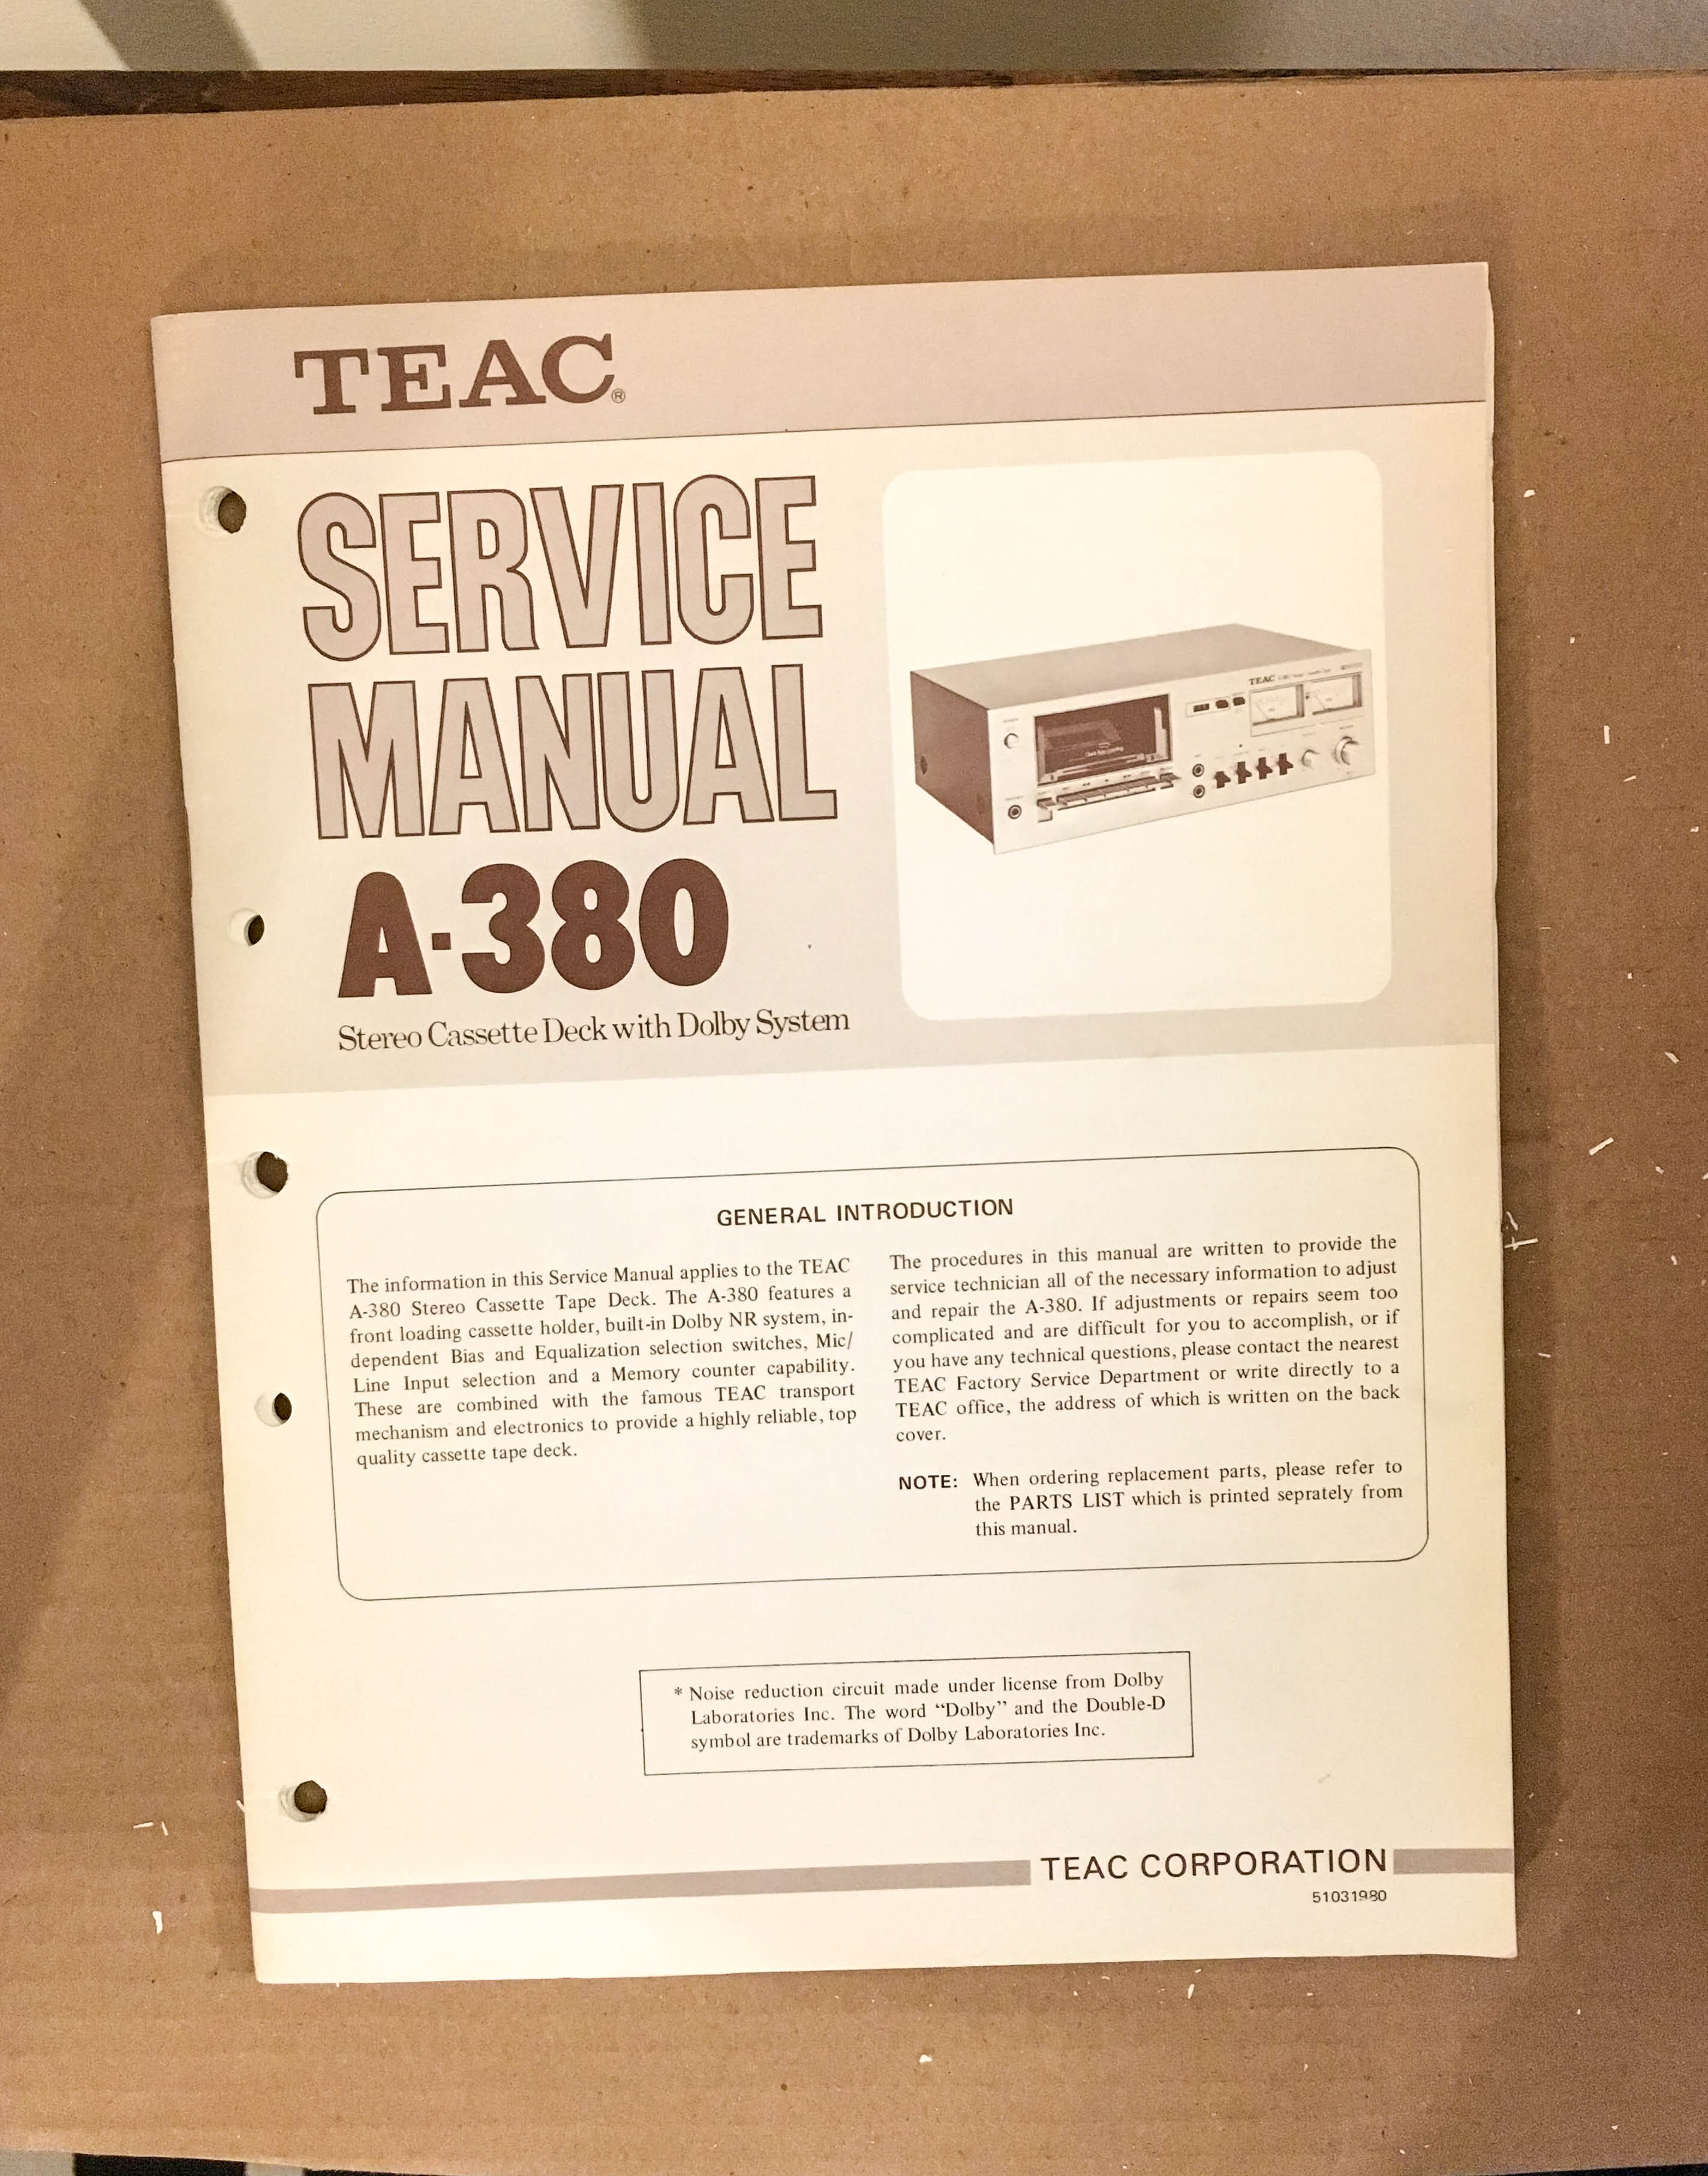 TEAC®
SERVICE
MANUAL
A-380
Stereo Cassette Deck with Dolby System
TEAC
GENERAL INTRODUCTION
The information in this Service Manual applies to the TEAC
A-380 Stereo Cassette Tape Deck. The A-380 features a
front loading cassette holder, built-in Dolby NR system, in-
dependent Bias and Equalization selection switches, Mic/
Line Input selection and a Memory counter capability.
These are combined with the famous TEAC transport
mechanism and electronics to provide a highly reliable, top
quality cassette tape deck.
The procedures in this manual are written to provide the
service technician all of the necessary information to adjust
and repair the A-380. If adjustments or repairs seem too
complicated and are difficult for you to accomplish, or if
you have any technical questions, please contact the nearest
TEAC Factory Service Department or write directly to a
TEAC office, the address of which is written on the back
cover.
NOTE: When ordering replacement parts, please refer to
the PARTS LIST which is printed seprately from
this manual.
* Noise reduction circuit made under license from Dolby
Laboratories Inc. The word “Dolby” and the Double-D
symbol are trademarks of Dolby Laboratories Inc.
TEAC CORPORATION
51031980